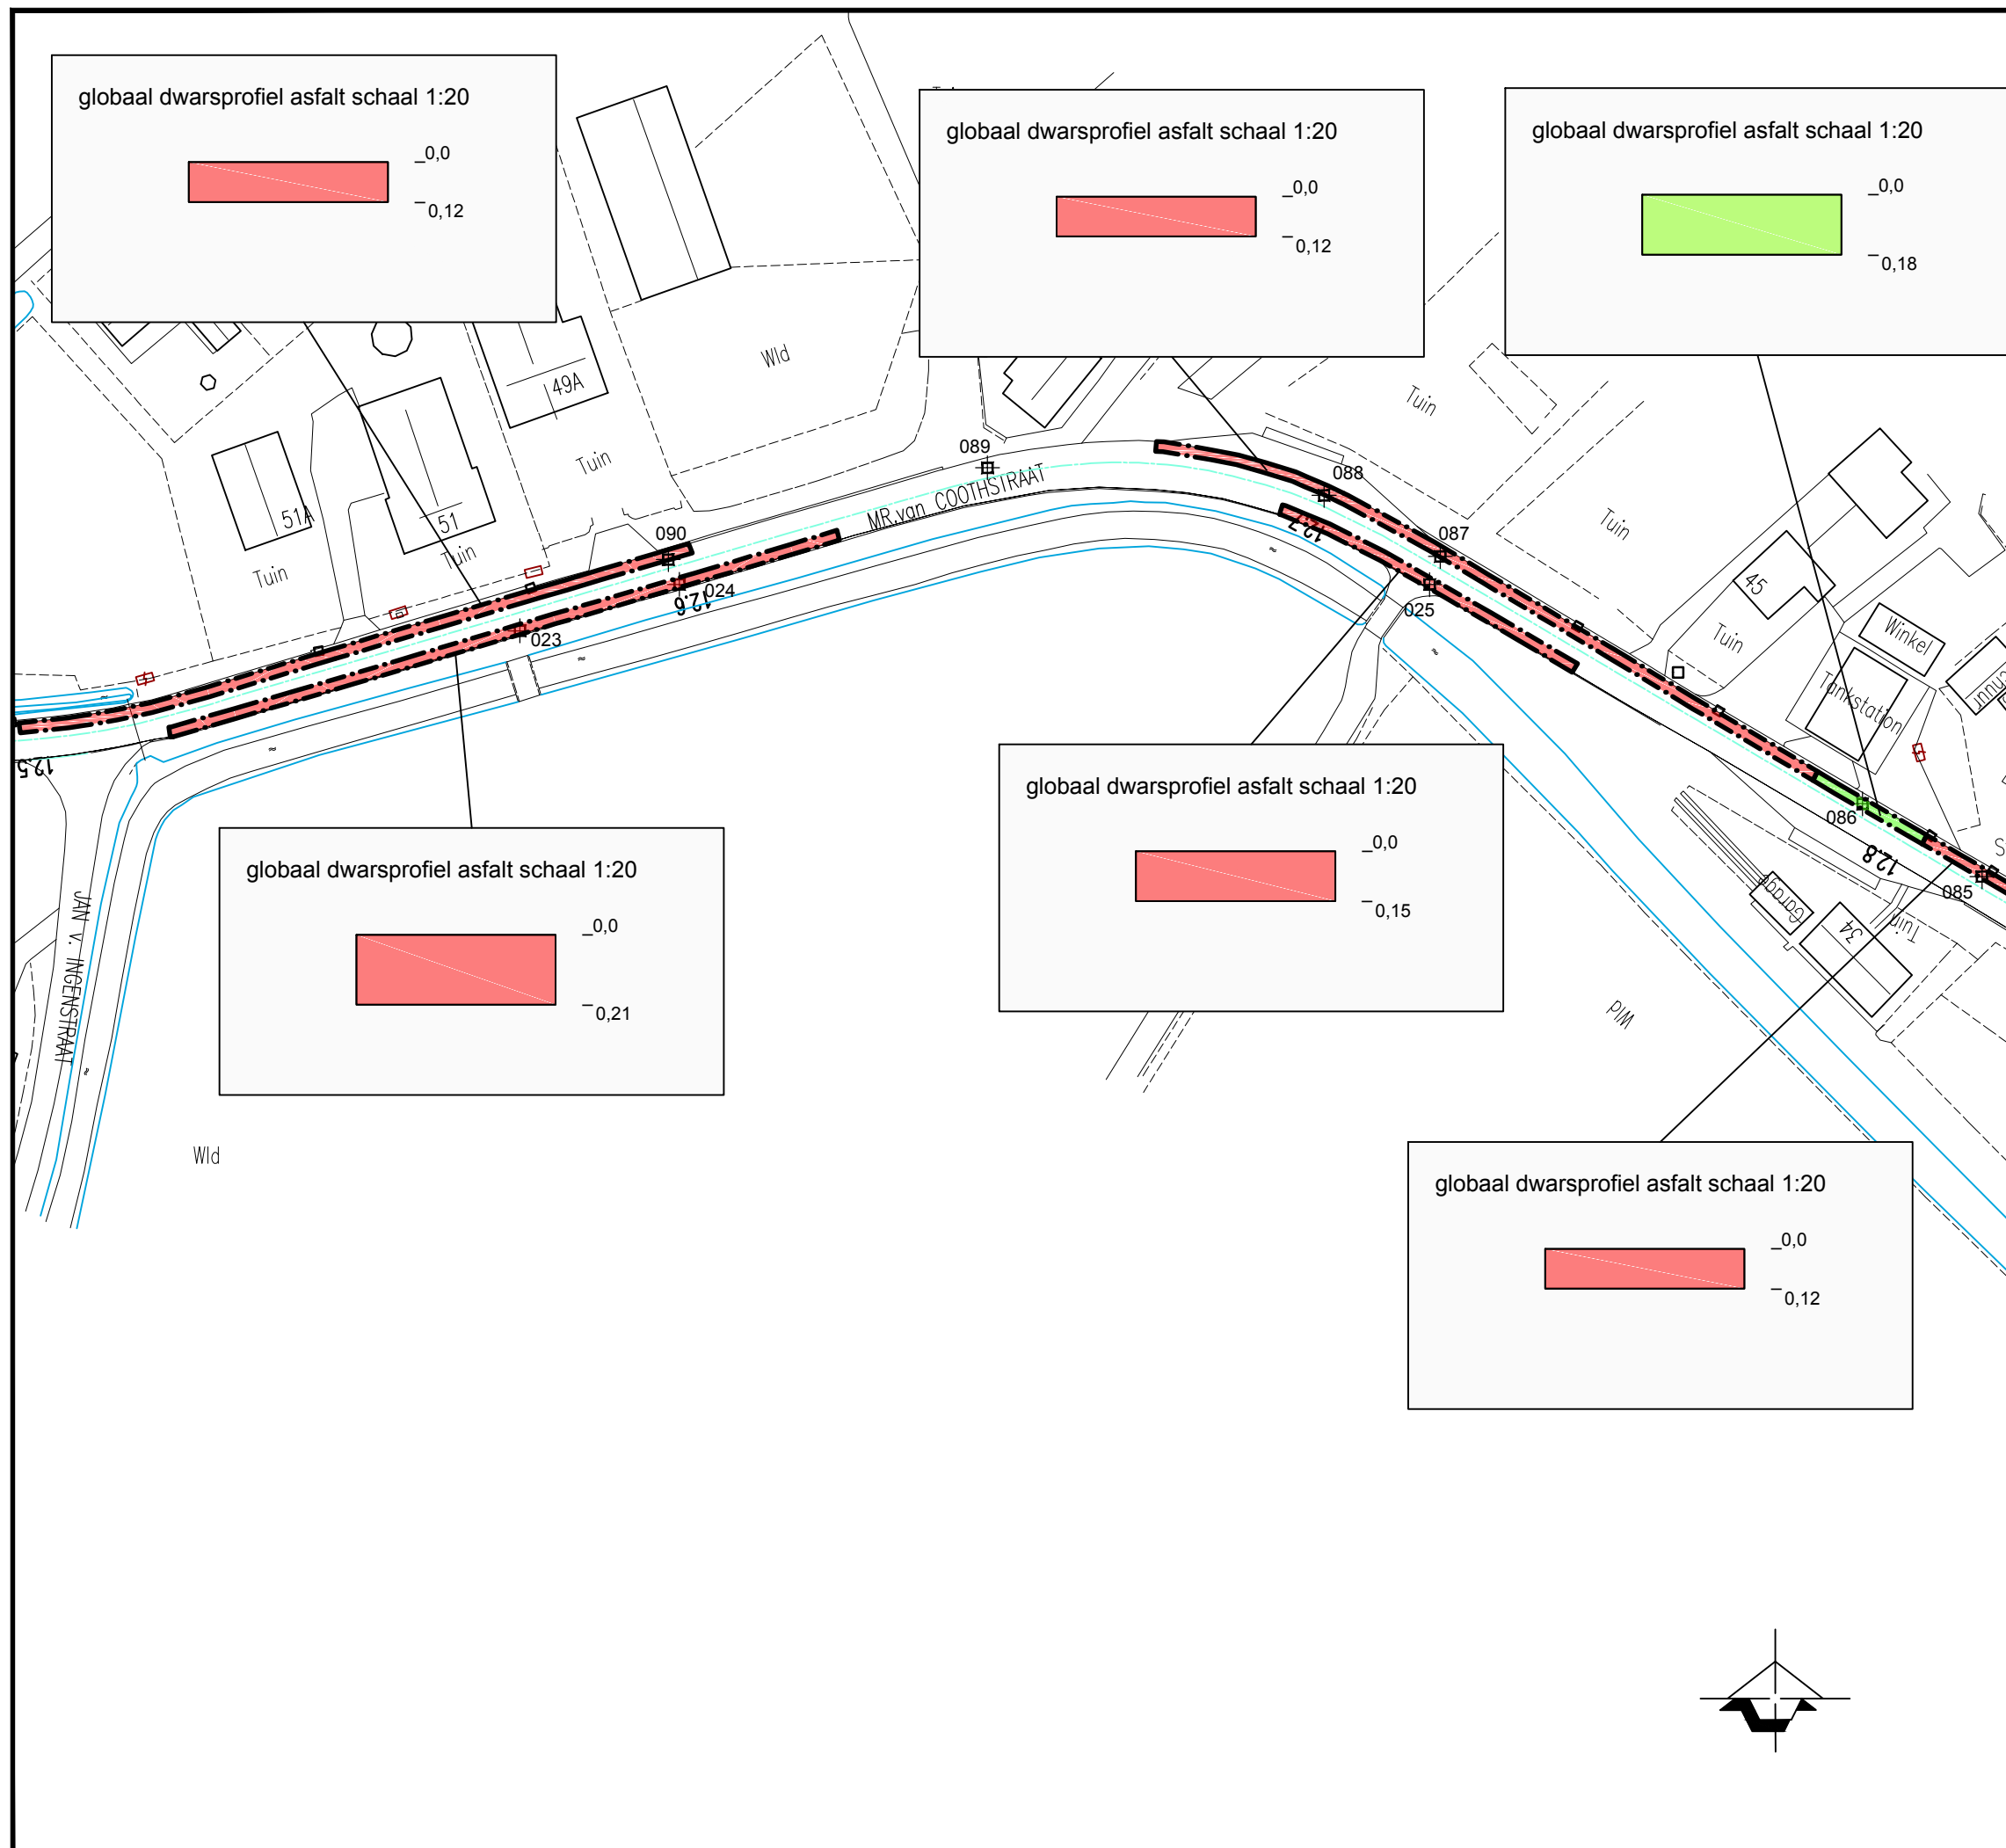 globaal dwarsprofiel asfalt schaal 1:20
_0,0
_
0,12
globaal dwarsprofiel asfalt schaal 1:20
_0,0
_
0,12
globaal dwarsprofiel asfalt schaal 1:20
_0,0
_
0,18
Wld
49A
Tuin
51A
51
Tuin
Tuin
Tuin
Tuin
45
Tuin
Winkel
Tankstation
089
MR.van COOTHSTRAAT
088
087
090
024
12.6
023
12.7
025
12.5
086
12.8
085
globaal dwarsprofiel asfalt schaal 1:20
_0,0
_
0,15
globaal dwarsprofiel asfalt schaal 1:20
_0,0
_
0,21
JAN V. INGENSTRAAT
Garage
34
Tuin
Wld
Wld
globaal dwarsprofiel asfalt schaal 1:20
_0,0
_
0,12